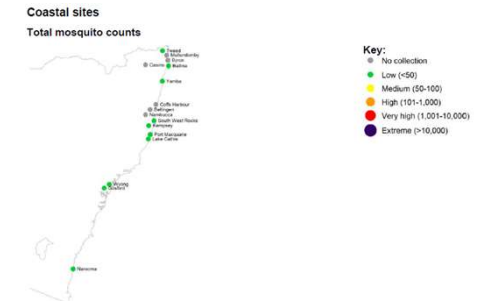 Coastal sites
Total mosquito counts
Key:
No collection
Low (<50)
Medium (50-100)
High (101-1,000)
Very high (1,001-10,000)
Extreme (>10,000)
Tweed
Mullumbimby
Byron
Casino
Ballina
Yamba
Coffs Harbour
Bellingen
Nambucca
South West Rocks
Kempsey
Port Macquarie
Lake Cathie
Wyong
Gosford
Narooma